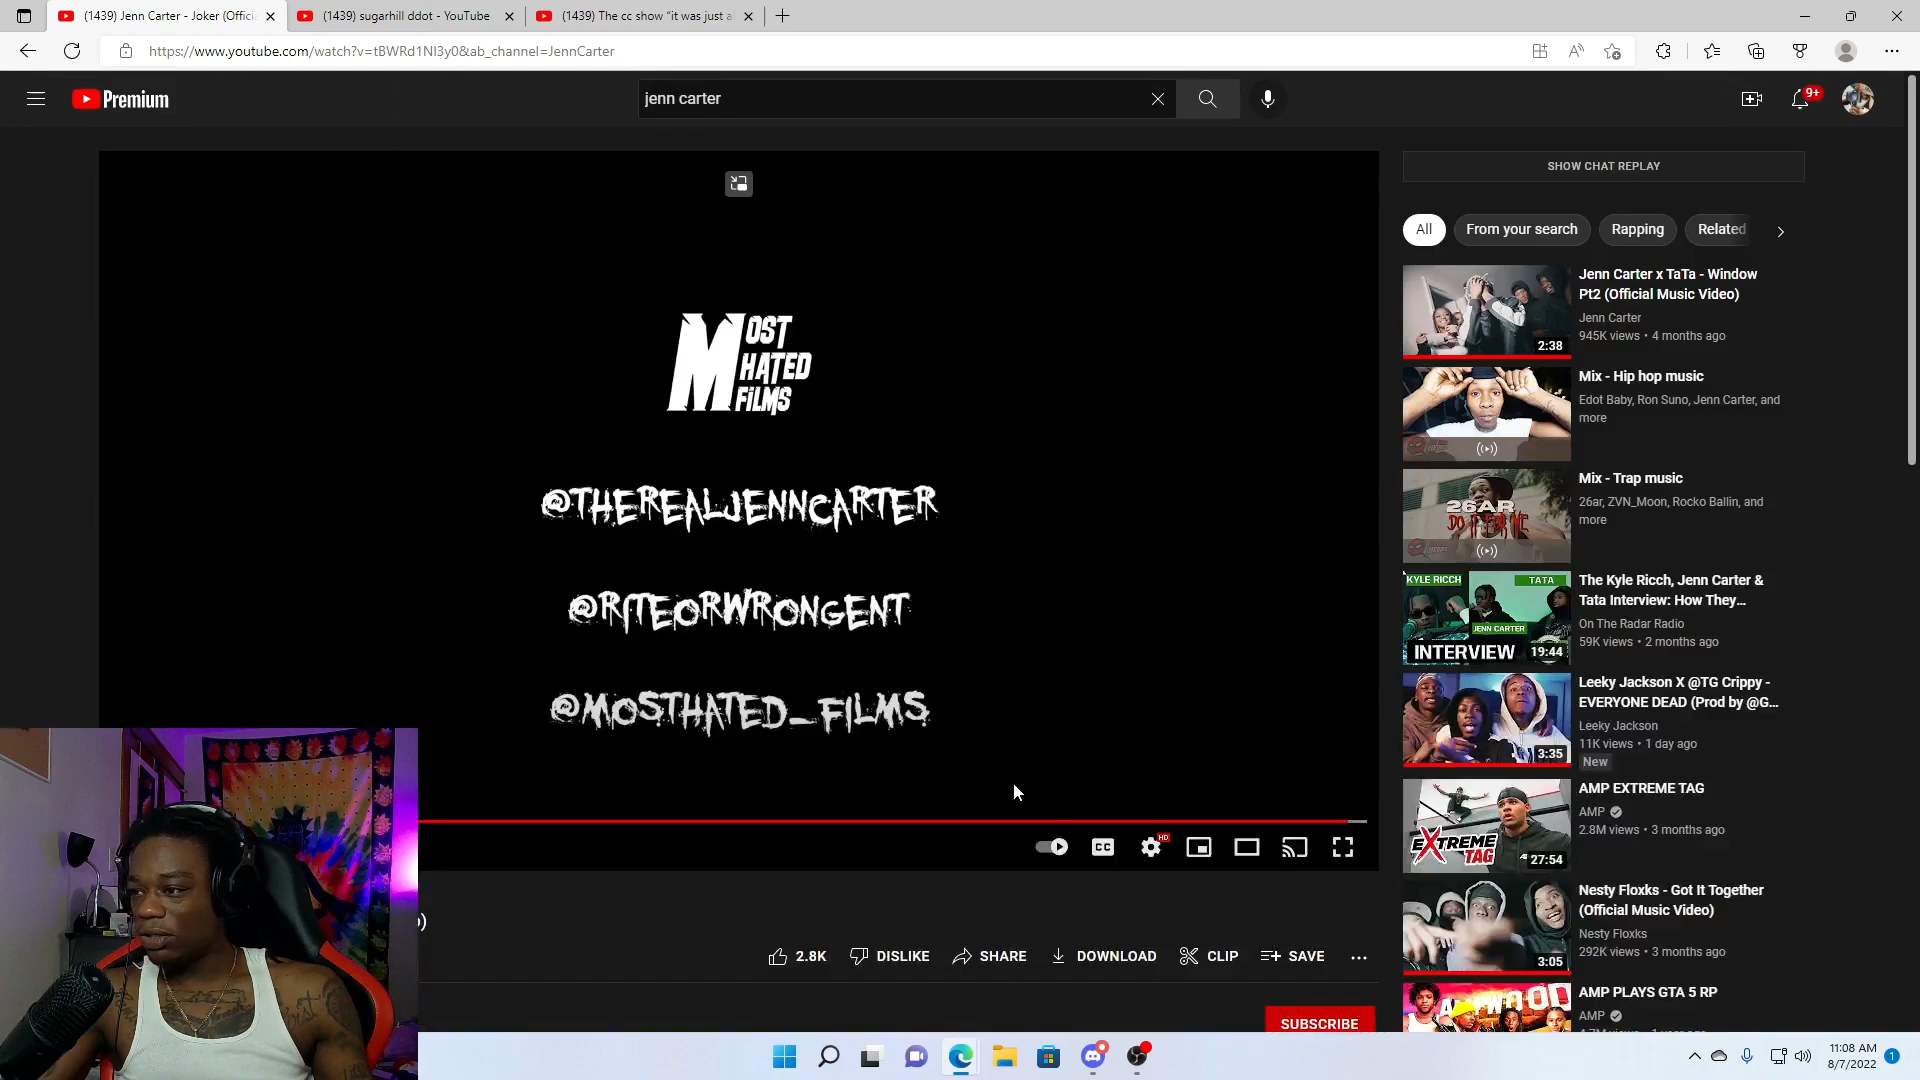 (1439) Jenn Carter - Joker (Offici
(1439) sugarhill ddot - YouTube
(1439) The cc show "it was just a
https://www.youtube.com/watch?v=tBWRd1NI3y0&ab_channel=JennCarter
Premium
jenn carter
9+
MOST HATED FILMS
@THEREALJENNCARTER
@RITEORWRONGENT
@MOSTHATED_FILMS
CC
HD
)
2.8K
DISLIKE
SHARE
DOWNLOAD
CLIP
SAVE
SUBSCRIBE
SHOW CHAT REPLAY
All
From your search
Rapping
Related
2:38
Jenn Carter x TaTa - Window
Pt2 (Official Music Video)
Jenn Carter
945K views • 4 months ago
Mix - Hip hop music
Edot Baby, Ron Suno, Jenn Carter, and
more
26AR
DO IT FOR ME
Mix - Trap music
26ar, ZVN_Moon, Rocko Ballin, and
more
KYLE RICCH
TATA
JENN CARTER
INTERVIEW
19:44
The Kyle Ricch, Jenn Carter &
Tata Interview: How They...
On The Radar Radio
59K views • 2 months ago
3:35
Leeky Jackson X @TG Crippy -
EVERYONE DEAD (Prod by @G...
Leeky Jackson
11K views • 1 day ago
New
EXTREME
TAG
27:54
AMP EXTREME TAG
AMP
2.8M views • 3 months ago
3:05
Nesty Floxks - Got It Together
(Official Music Video)
Nesty Floxks
292K views • 3 months ago
AMP PLAYS GTA 5 RP
AMP
11:08 AM
8/7/2022
1